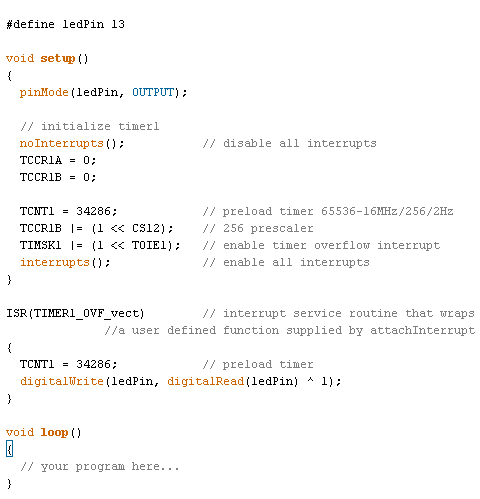 #define ledPin 13
void setup()
{
pinMode(ledPin, OUTPUT);
// initialize timer1
noInterrupts(); // disable all interrupts
TCCR1A = 0;
TCCR1B = 0;
TCNT1 = 34286; // preload timer 65536-16MHz/256/2Hz
TCCR1B |= (1 << CS12); // 256 prescaler
TIMSK1 |= (1 << TOIE1); // enable timer overflow interrupt
interrupts(); // enable all interrupts
}
ISR(TIMER1_OVF_vect) // interrupt service routine that wraps
//a user defined function supplied by attachInterrupt
{
TCNT1 = 34286; // preload timer
digitalWrite(ledPin, digitalRead(ledPin) ^ 1);
}
void loop()
{
// your program here...
}